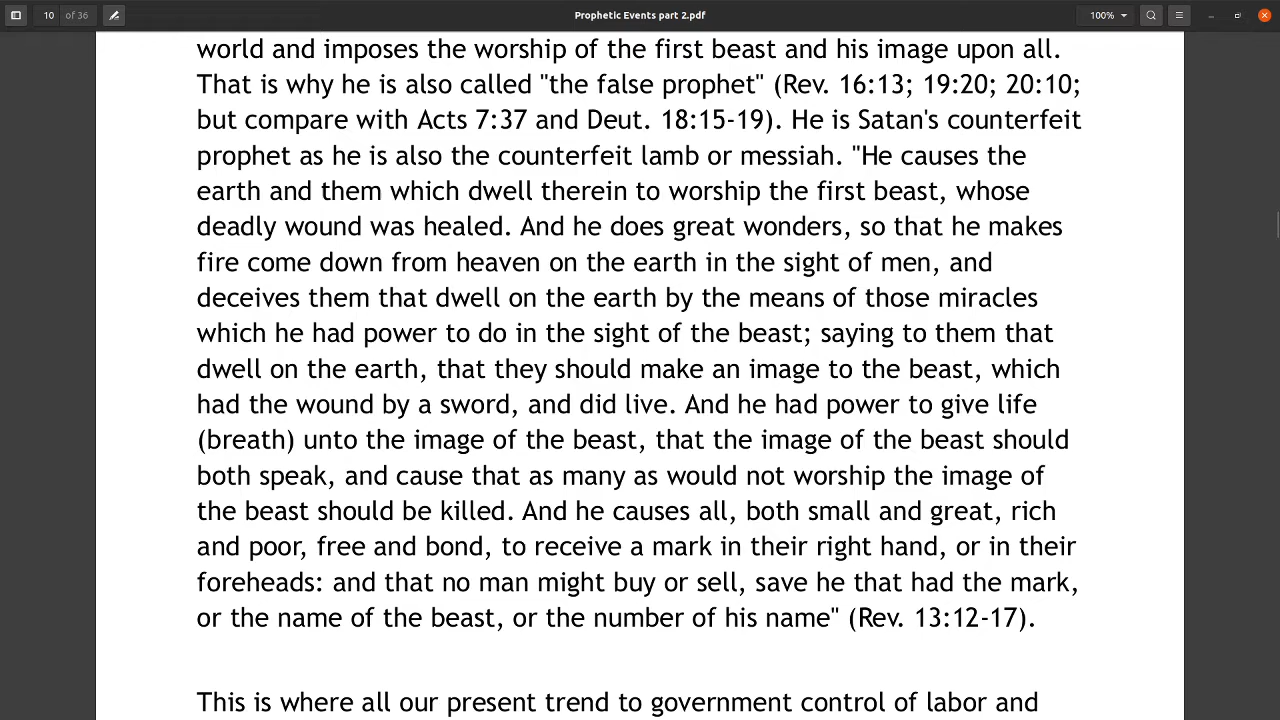 10 of 36
Prophetic Events part 2.pdf
100%
world and imposes the worship of the first beast and his image upon all.
That is why he is also called "the false prophet" (Rev. 16:13; 19:20; 20:10;
but compare with Acts 7:37 and Deut. 18:15-19). He is Satan's counterfeit
prophet as he is also the counterfeit lamb or messiah. "He causes the
earth and them which dwell therein to worship the first beast, whose
deadly wound was healed. And he does great wonders, so that he makes
fire come down from heaven on the earth in the sight of men, and
deceives them that dwell on the earth by the means of those miracles
which he had power to do in the sight of the beast; saying to them that
dwell on the earth, that they should make an image to the beast, which
had the wound by a sword, and did live. And he had power to give life
(breath) unto the image of the beast, that the image of the beast should
both speak, and cause that as many as would not worship the image of
the beast should be killed. And he causes all, both small and great, rich
and poor, free and bond, to receive a mark in their right hand, or in their
foreheads: and that no man might buy or sell, save he that had the mark,
or the name of the beast, or the number of his name" (Rev. 13:12-17).
This is where all our present trend to government control of labor and